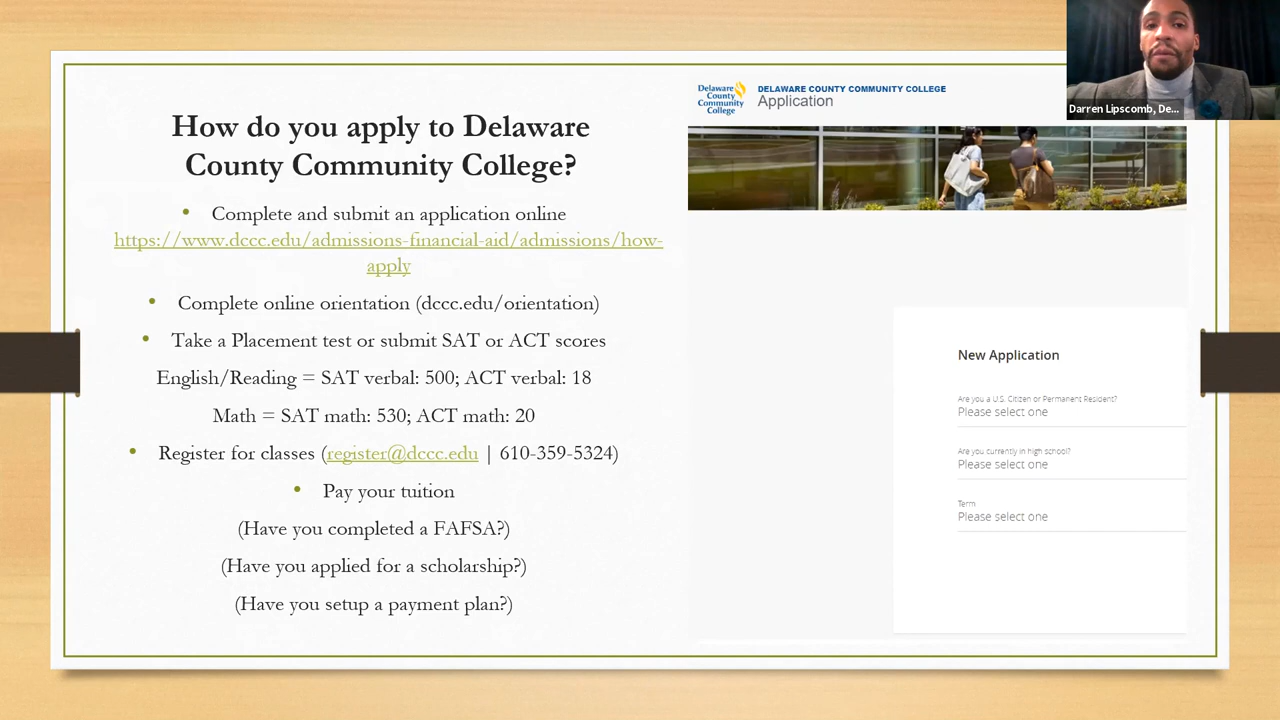 How do you apply to Delaware
County Community College?
• Complete and submit an application online
https://www.dccc.edu/admissions-financial-aid/admissions/how-
apply
• Complete online orientation (dccc.edu/orientation)
• Take a Placement test or submit SAT or ACT scores
English/Reading = SAT verbal: 500; ACT verbal: 18
Math = SAT math: 530; ACT math: 20
• Register for classes (register@dccc.edu | 610-359-5324)
• Pay your tuition
(Have you completed a FAFSA?)
(Have you applied for a scholarship?)
(Have you setup a payment plan?)
Delaware
County
Community
College
DELAWARE COUNTY COMMUNITY COLLEGE
Application
New Application
Are you a U.S. Citizen or Permanent Resident?
Please select one
Are you currently in high school?
Please select one
Term
Please select one
Darren Lipscomb, De...